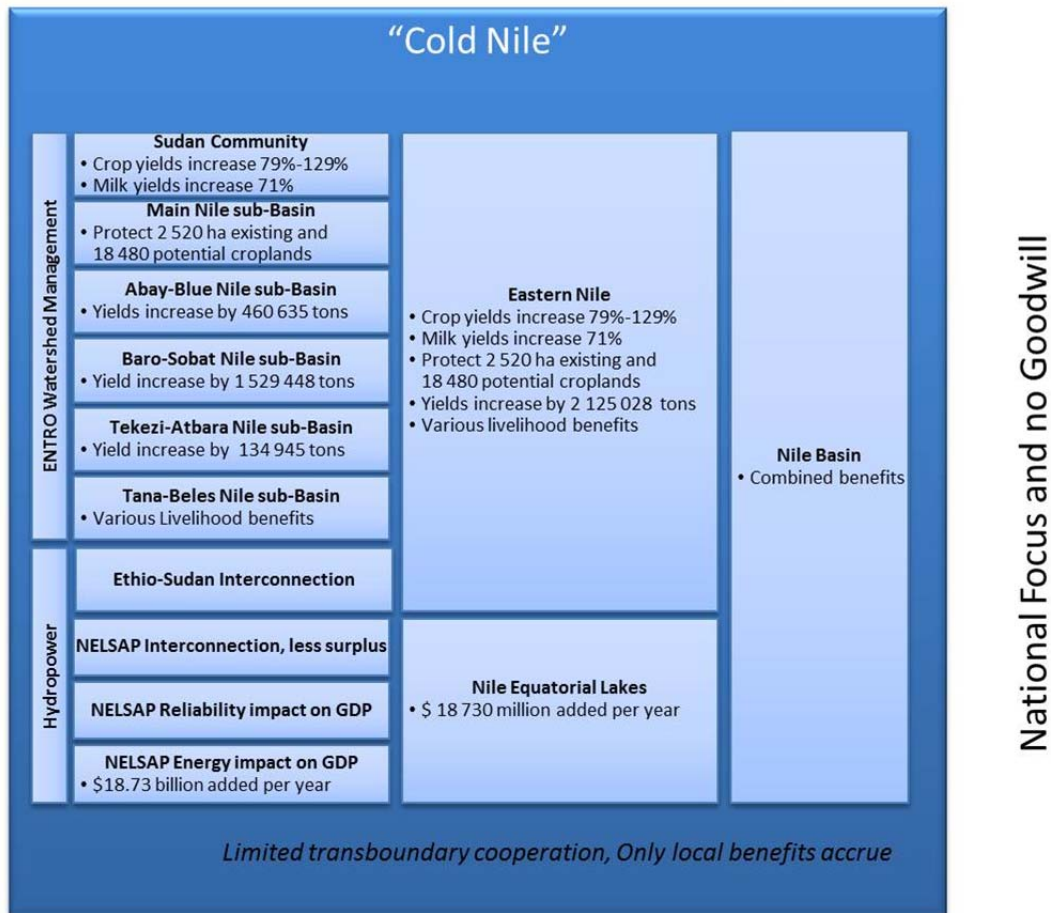 “Cold Nile”
ENTRO Watershed Management
Sudan Community
• Crop yields increase 79%-129%
• Milk yields increase 71%
Main Nile sub-Basin
• Protect 2 520 ha existing and
18 480 potential croplands
Abay-Blue Nile sub-Basin
• Yields increase by 460 635 tons
Baro-Sobat Nile sub-Basin
• Yield increase by 1 529 448 tons
Tekezi-Atbara Nile sub-Basin
• Yield increase by 134 945 tons
Tana-Beles Nile sub-Basin
• Various Livelihood benefits
Hydropower
Ethio-Sudan Interconnection
NELSAP Interconnection, less surplus
NELSAP Reliability impact on GDP
NELSAP Energy impact on GDP
• $18.73 billion added per year
Eastern Nile
• Crop yields increase 79%-129%
• Milk yields increase 71%
• Protect 2 520 ha existing and
18 480 potential croplands
• Yields increase by 2 125 028 tons
• Various livelihood benefits
Nile Equatorial Lakes
• $ 18 730 million added per year
Nile Basin
• Combined benefits
Limited transboundary cooperation, Only local benefits accrue
National Focus and no Goodwill